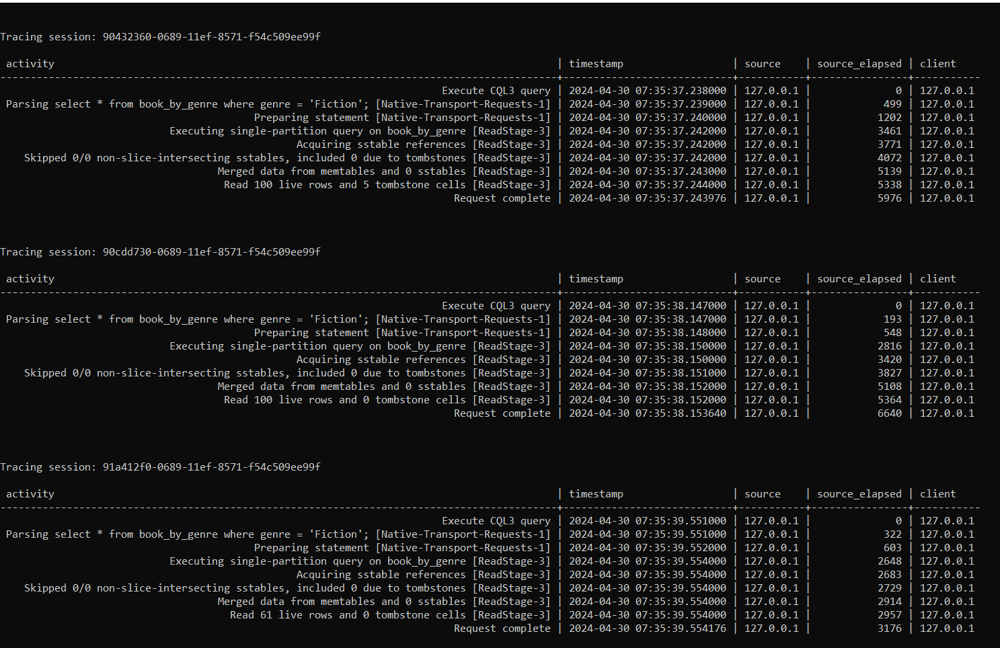 Tracing session: 90432360-0689-11ef-8571-f54c509ee99f
activity | timestamp | source | source_elapsed | client
Execute CQL3 query | 2024-04-30 07:35:37.238000 | 127.0.0.1 | 0 | 127.0.0.1
Parsing select * from book_by_genre where genre = 'Fiction'; [Native-Transport-Requests-1] | 2024-04-30 07:35:37.239000 | 127.0.0.1 | 499 | 127.0.0.1
Preparing statement [Native-Transport-Requests-1] | 2024-04-30 07:35:37.240000 | 127.0.0.1 | 1202 | 127.0.0.1
Executing single-partition query on book_by_genre [ReadStage-3] | 2024-04-30 07:35:37.242000 | 127.0.0.1 | 3461 | 127.0.0.1
Acquiring sstable references [ReadStage-3] | 2024-04-30 07:35:37.242000 | 127.0.0.1 | 3771 | 127.0.0.1
Skipped 0/0 non-slice-intersecting sstables, included 0 due to tombstones [ReadStage-3] | 2024-04-30 07:35:37.242000 | 127.0.0.1 | 4072 | 127.0.0.1
Merged data from memtables and 0 sstables [ReadStage-3] | 2024-04-30 07:35:37.243000 | 127.0.0.1 | 5139 | 127.0.0.1
Read 100 live rows and 5 tombstone cells [ReadStage-3] | 2024-04-30 07:35:37.244000 | 127.0.0.1 | 5338 | 127.0.0.1
Request complete | 2024-04-30 07:35:37.243976 | 127.0.0.1 | 5976 | 127.0.0.1
Tracing session: 90cdd730-0689-11ef-8571-f54c509ee99f
activity | timestamp | source | source_elapsed | client
Execute CQL3 query | 2024-04-30 07:35:38.147000 | 127.0.0.1 | 0 | 127.0.0.1
Parsing select * from book_by_genre where genre = 'Fiction'; [Native-Transport-Requests-1] | 2024-04-30 07:35:38.147000 | 127.0.0.1 | 193 | 127.0.0.1
Preparing statement [Native-Transport-Requests-1] | 2024-04-30 07:35:38.148000 | 127.0.0.1 | 548 | 127.0.0.1
Executing single-partition query on book_by_genre [ReadStage-3] | 2024-04-30 07:35:38.150000 | 127.0.0.1 | 2816 | 127.0.0.1
Acquiring sstable references [ReadStage-3] | 2024-04-30 07:35:38.150000 | 127.0.0.1 | 3420 | 127.0.0.1
Skipped 0/0 non-slice-intersecting sstables, included 0 due to tombstones [ReadStage-3] | 2024-04-30 07:35:38.151000 | 127.0.0.1 | 3827 | 127.0.0.1
Merged data from memtables and 0 sstables [ReadStage-3] | 2024-04-30 07:35:38.152000 | 127.0.0.1 | 5108 | 127.0.0.1
Read 100 live rows and 0 tombstone cells [ReadStage-3] | 2024-04-30 07:35:38.152000 | 127.0.0.1 | 5364 | 127.0.0.1
Request complete | 2024-04-30 07:35:38.153640 | 127.0.0.1 | 6640 | 127.0.0.1
Tracing session: 91a412f0-0689-11ef-8571-f54c509ee99f
activity | timestamp | source | source_elapsed | client
Execute CQL3 query | 2024-04-30 07:35:39.551000 | 127.0.0.1 | 0 | 127.0.0.1
Parsing select * from book_by_genre where genre = 'Fiction'; [Native-Transport-Requests-1] | 2024-04-30 07:35:39.551000 | 127.0.0.1 | 322 | 127.0.0.1
Preparing statement [Native-Transport-Requests-1] | 2024-04-30 07:35:39.552000 | 127.0.0.1 | 603 | 127.0.0.1
Executing single-partition query on book_by_genre [ReadStage-3] | 2024-04-30 07:35:39.554000 | 127.0.0.1 | 2648 | 127.0.0.1
Acquiring sstable references [ReadStage-3] | 2024-04-30 07:35:39.554000 | 127.0.0.1 | 2683 | 127.0.0.1
Skipped 0/0 non-slice-intersecting sstables, included 0 due to tombstones [ReadStage-3] | 2024-04-30 07:35:39.554000 | 127.0.0.1 | 2729 | 127.0.0.1
Merged data from memtables and 0 sstables [ReadStage-3] | 2024-04-30 07:35:39.554000 | 127.0.0.1 | 2914 | 127.0.0.1
Read 61 live rows and 0 tombstone cells [ReadStage-3] | 2024-04-30 07:35:39.554000 | 127.0.0.1 | 2957 | 127.0.0.1
Request complete | 2024-04-30 07:35:39.554176 | 127.0.0.1 | 3176 | 127.0.0.1